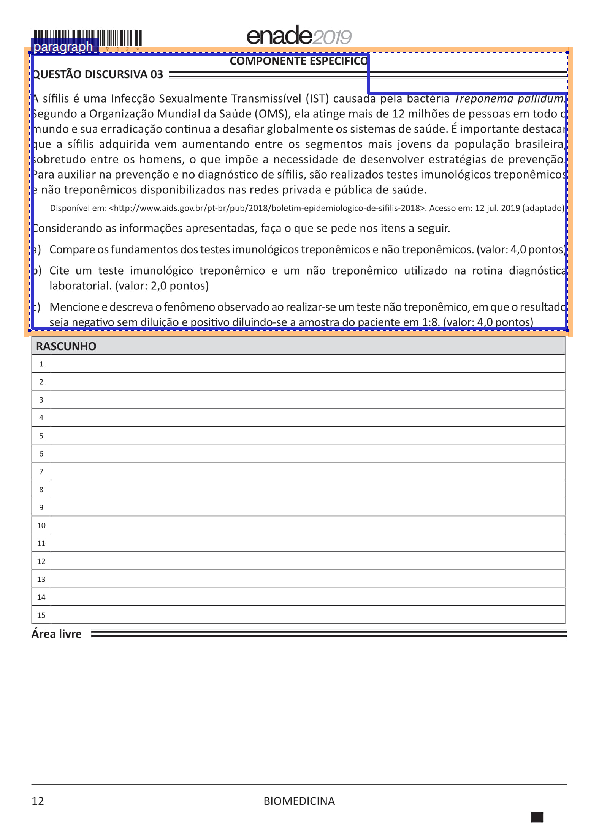 enade2019
paragraph
COMPONENTE ESPECÍFICO
QUESTÃO DISCURSIVA 03
A sífilis é uma Infecção Sexualmente Transmissível (IST) causada pela bactéria Treponema pallidum.
Segundo a Organização Mundial da Saúde (OMS), ela atinge mais de 12 milhões de pessoas em todo o
mundo e sua erradicação continua a desafiar globalmente os sistemas de saúde. É importante destacar
que a sífilis adquirida vem aumentando entre os segmentos mais jovens da população brasileira,
sobretudo entre os homens, o que impõe a necessidade de desenvolver estratégias de prevenção.
Para auxiliar na prevenção e no diagnóstico de sífilis, são realizados testes imunológicos treponêmicos
e não treponêmicos disponibilizados nas redes privada e pública de saúde.
Disponível em: <http://www.aids.gov.br/pt-br/pub/2018/boletim-epidemiologico-de-sifilis-2018>. Acesso em: 12 jul. 2019 (adaptado).
Considerando as informações apresentadas, faça o que se pede nos itens a seguir.
a) Compare os fundamentos dos testes imunológicos treponêmicos e não treponêmicos. (valor: 4,0 pontos)
b) Cite um teste imunológico treponêmico e um não treponêmico utilizado na rotina diagnóstica
laboratorial. (valor: 2,0 pontos)
c) Mencione e descreva o fenômeno observado ao realizar-se um teste não treponêmico, em que o resultado
seja negativo sem diluição e positivo diluindo-se a amostra do paciente em 1:8. (valor: 4,0 pontos)
RASCUNHO
1
2
3
4
5
6
7
8
9
10
11
12
13
14
15
Área livre
12
BIOMEDICINA